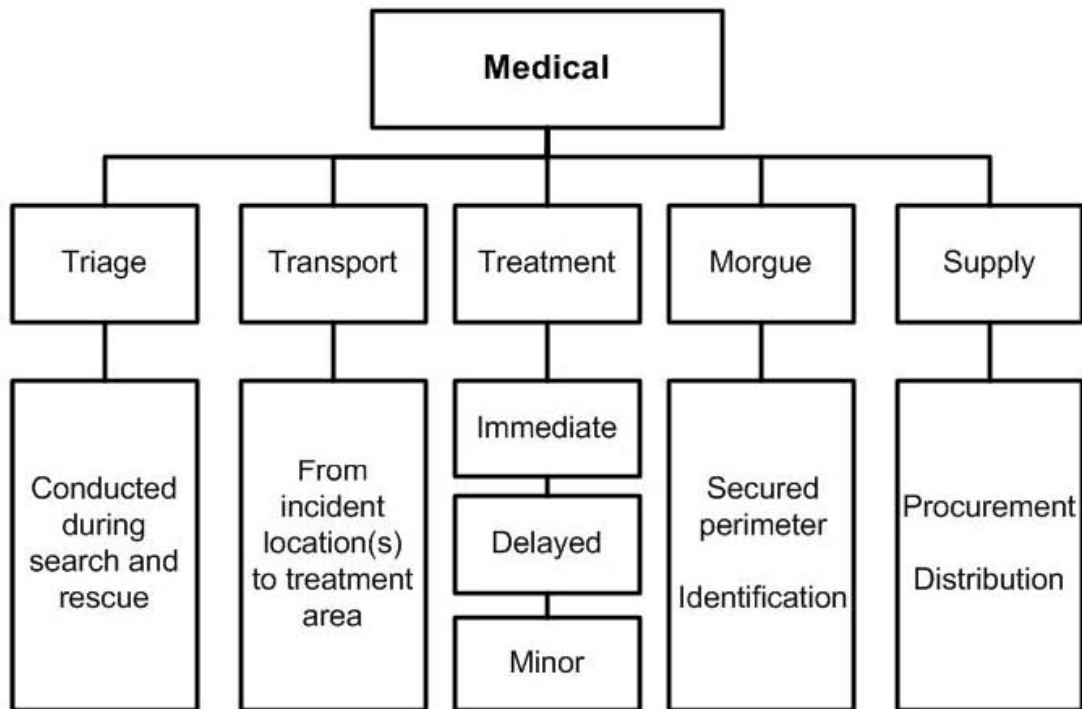 Medical
Triage
Transport
Treatment
Morgue
Supply
Conducted
during
search and
rescue
From
incident
location(s)
to treatment
area
Immediate
Delayed
Minor
Secured
perimeter
Identification
Procurement
Distribution